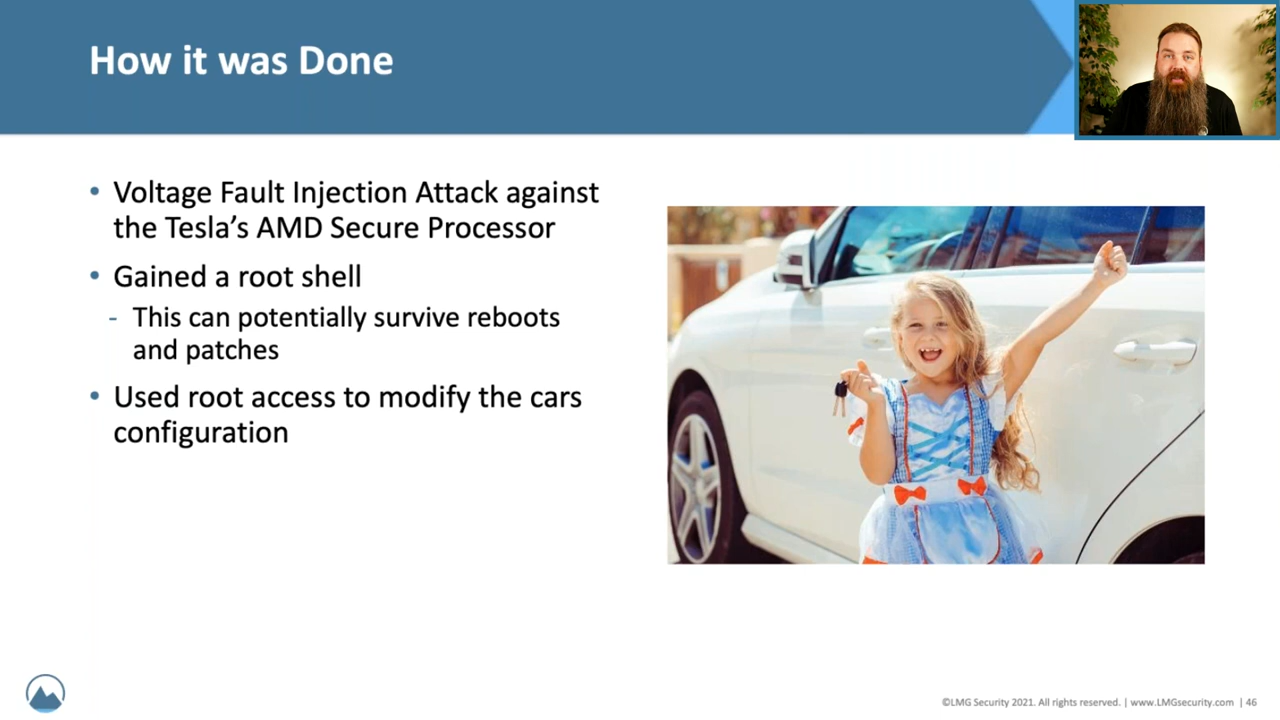 How it was Done
• Voltage Fault Injection Attack against
the Tesla’s AMD Secure Processor
• Gained a root shell
- This can potentially survive reboots
and patches
• Used root access to modify the cars
configuration
©LMG Security 2021. All rights reserved. | www.LMGsecurity.com | 46